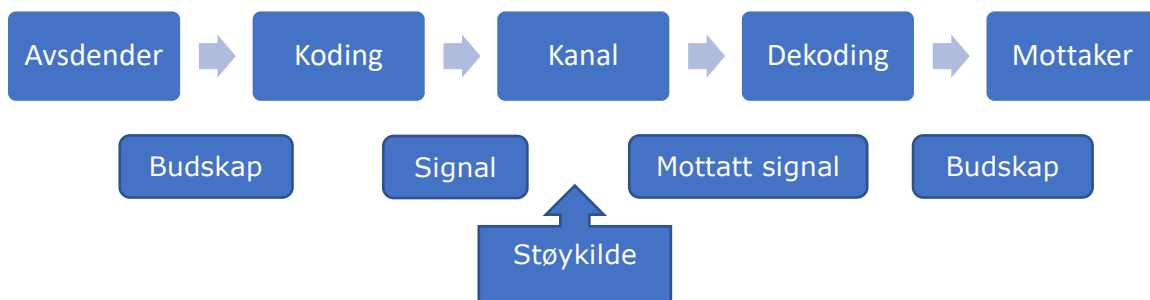 Avsdender
Koding
Kanal
Dekoding
Mottaker
Budskap
Signal
Mottatt signal
Budskap
Støykilde